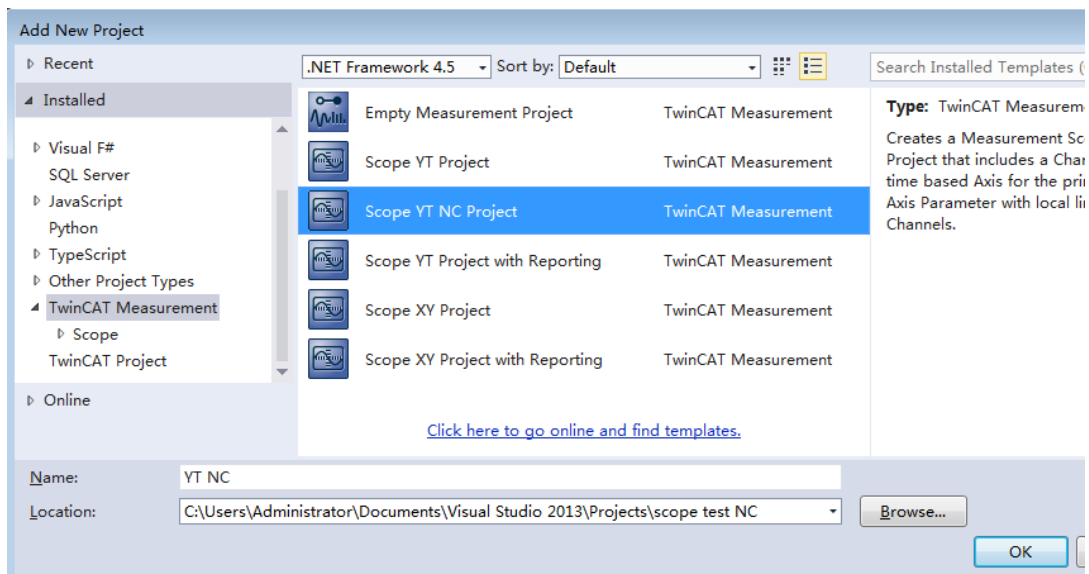 Add New Project
Recent
.NET Framework 4.5 Sort by: Default
Search Installed Templates (
Installed
Visual F#
SQL Server
JavaScript
Python
TypeScript
Other Project Types
TwinCAT Measurement
Scope
TwinCAT Project
Online
Empty Measurement Project TwinCAT Measurement
Scope YT Project TwinCAT Measurement
Scope YT NC Project TwinCAT Measurement
Scope YT Project with Reporting TwinCAT Measurement
Scope XY Project TwinCAT Measurement
Scope XY Project with Reporting TwinCAT Measurement
Click here to go online and find templates.
Type: TwinCAT Measurem
Creates a Measurement Sc
Project that includes a Char
time based Axis for the pri
Axis Parameter with local li
Channels.
Name: YT NC
Location: C:\Users\Administrator\Documents\Visual Studio 2013\Projects\scope test NC
Browse...
OK